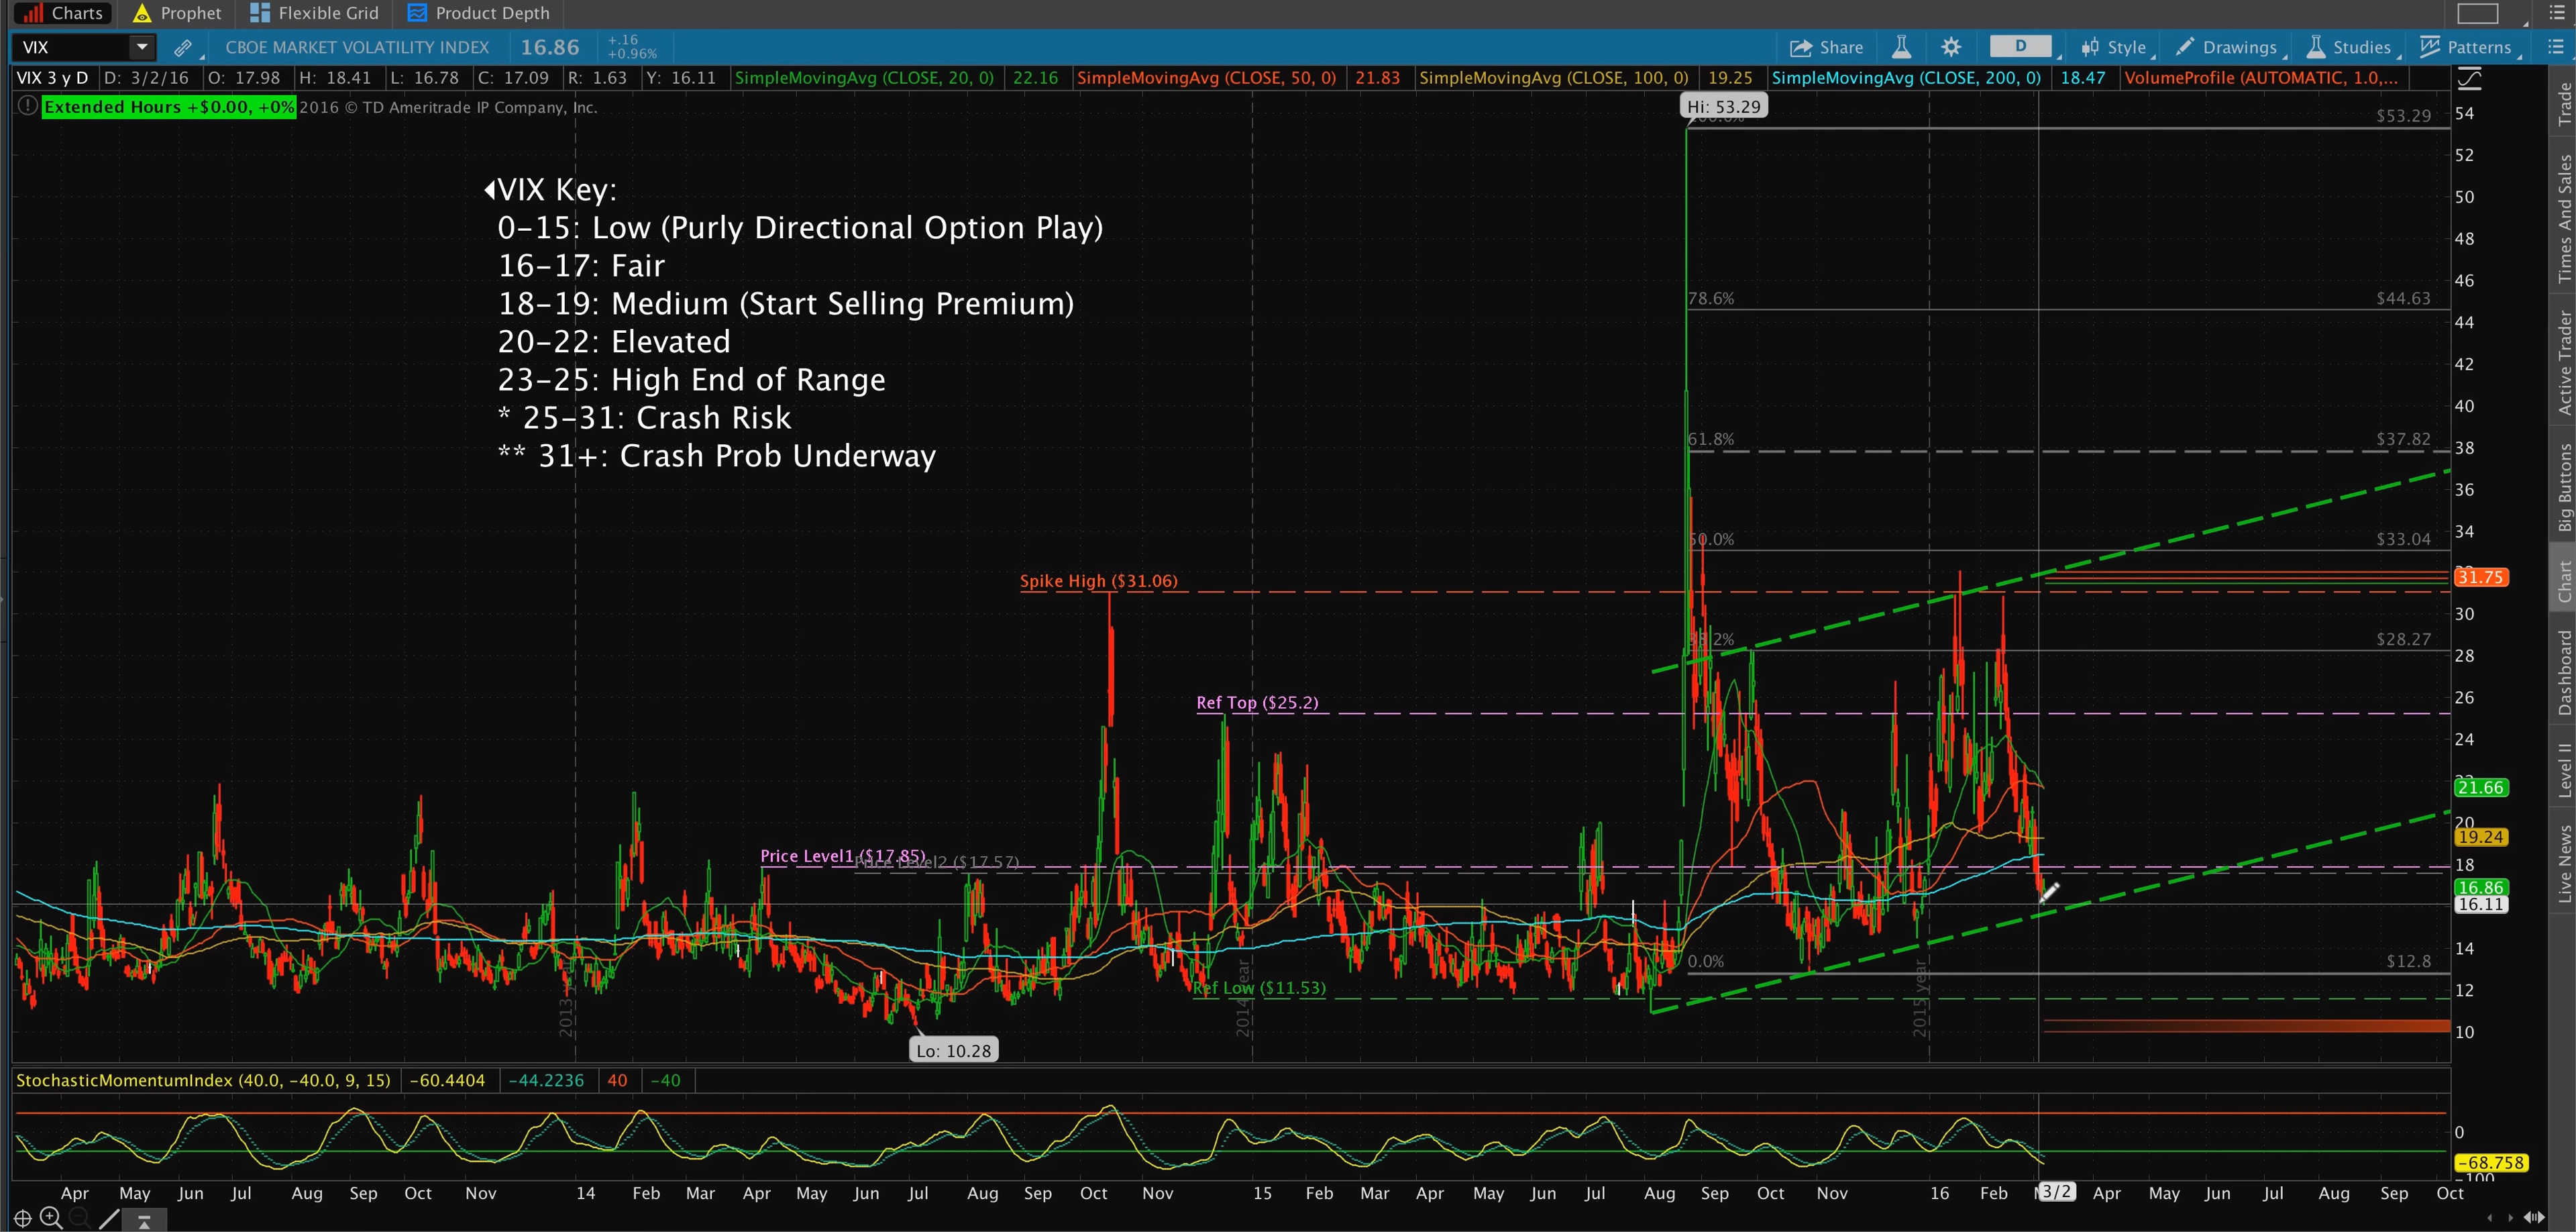 Charts Prophet Flexible Grid Product Depth
VIX CBOE MARKET VOLATILITY INDEX 16.86 +.16 +0.96% Share D Style Drawings Studies Patterns
VIX 3 y D D: 3/2/16 O: 17.98 H: 18.41 L: 16.78 C: 17.09 R: 1.63 Y: 16.11 SimpleMovingAvg (CLOSE, 20, 0) 22.16 SimpleMovingAvg (CLOSE, 50, 0) 21.83 SimpleMovingAvg (CLOSE, 100, 0) 19.25 SimpleMovingAvg (CLOSE, 200, 0) 18.47 VolumeProfile (AUTOMATIC, 1.0,...
Extended Hours +$0.00, +0% 2016 © TD Ameritrade IP Company, Inc.
Hi: 53.29
$53.29
VIX Key:
0-15: Low (Purly Directional Option Play)
16-17: Fair
18-19: Medium (Start Selling Premium)
20-22: Elevated
23-25: High End of Range
* 25-31: Crash Risk
** 31+: Crash Prob Underway
78.6% $44.63
61.8% $37.82
50.0% $33.04
Spike High ($31.06)
$28.27
Ref Top ($25.2)
Price Level1 ($17.85)
($17.57)
0.0% $12.8
Ref Low ($11.53)
Lo: 10.28
2014 year
2015 year
54
52
50
48
46
44
42
40
38
36
34
31.75
30
28
26
24
21.66
20
19.24
18
16.86
16.11
14
12
10
StochasticMomentumIndex (40.0, -40.0, 9, 15) -60.4404 -44.2236 40 -40
0
-68.758
Apr May Jun Jul Aug Sep Oct Nov 14 Feb Mar Apr May Jun Jul Aug Sep Oct Nov 15 Feb Mar Apr May Jun Jul Aug Sep Oct Nov 16 Feb 3/2 Apr May Jun Jul Aug Sep Oct
Trade
Times And Sales
Active Trader
Big Buttons
Chart
Dashboard
Level II
Live News